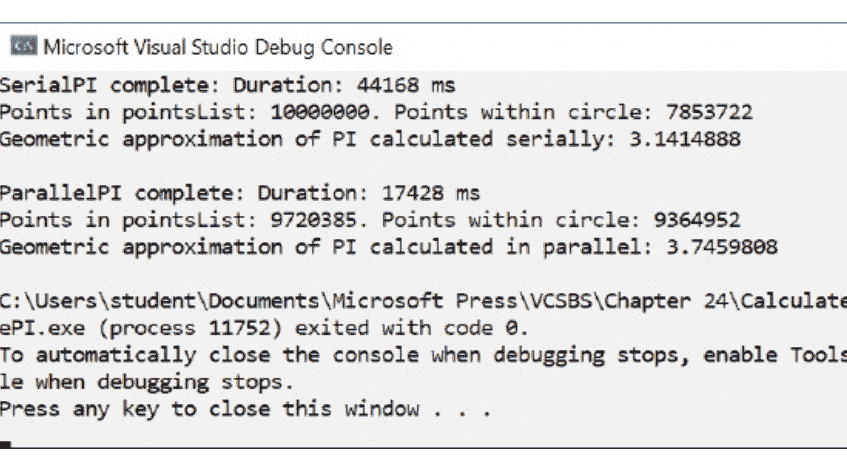 Microsoft Visual Studio Debug Console
SerialPI complete: Duration: 44168 ms
Points in pointsList: 10000000. Points within circle: 7853722
Geometric approximation of PI calculated serially: 3.1414888
ParallelPI complete: Duration: 17428 ms
Points in pointsList: 9720385. Points within circle: 9364952
Geometric approximation of PI calculated in parallel: 3.7459808
C:\Users\student\Documents\Microsoft Press\VCSBS\Chapter 24\Calculate
ePI.exe (process 11752) exited with code 0.
To automatically close the console when debugging stops, enable Tools
le when debugging stops.
Press any key to close this window . . .